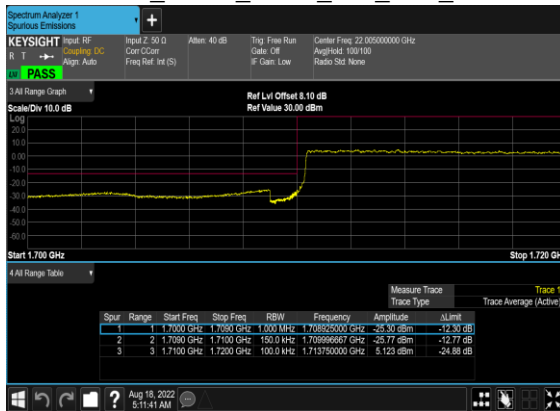 Spectrum Analyzer 1
Spurious Emissions
+
KEYSIGHT Input: RF Input Z: 50 Ω Atten: 40 dB Trig: Free Run Center Freq: 22.005000000 GHz
R T Coupling: DC Corr CCorr Gate: Off Avg|Hold: 100/100
Align: Auto Freq Ref: Int (S) IF Gain: Low Radio Std: None
PASS
3 All Range Graph
Ref Lvl Offset 8.10 dB
Scale/Div 10.0 dB Ref Value 30.00 dBm
Log
20.0
10.0
0.00
-10.0
-20.0
-30.0
-40.0
-50.0
-60.0
Start 1.700 GHz Stop 1.720 GH
4 All Range Table
Measure Trace Trace 1
Trace Type Trace Average (Active)
Spur Range Start Freq Stop Freq RBW Frequency Amplitude ΔLimit
1 1 1.7000 GHz 1.7090 GHz 1.000 MHz 1.708925000 GHz -25.30 dBm -12.30 dB
2 2 1.7090 GHz 1.7100 GHz 150.0 kHz 1.709996667 GHz -25.77 dBm -12.77 dB
3 3 1.7100 GHz 1.7200 GHz 100.0 kHz 1.713750000 GHz 5.123 dBm -24.88 dB
? Aug 18, 2022
5:11:41 AM